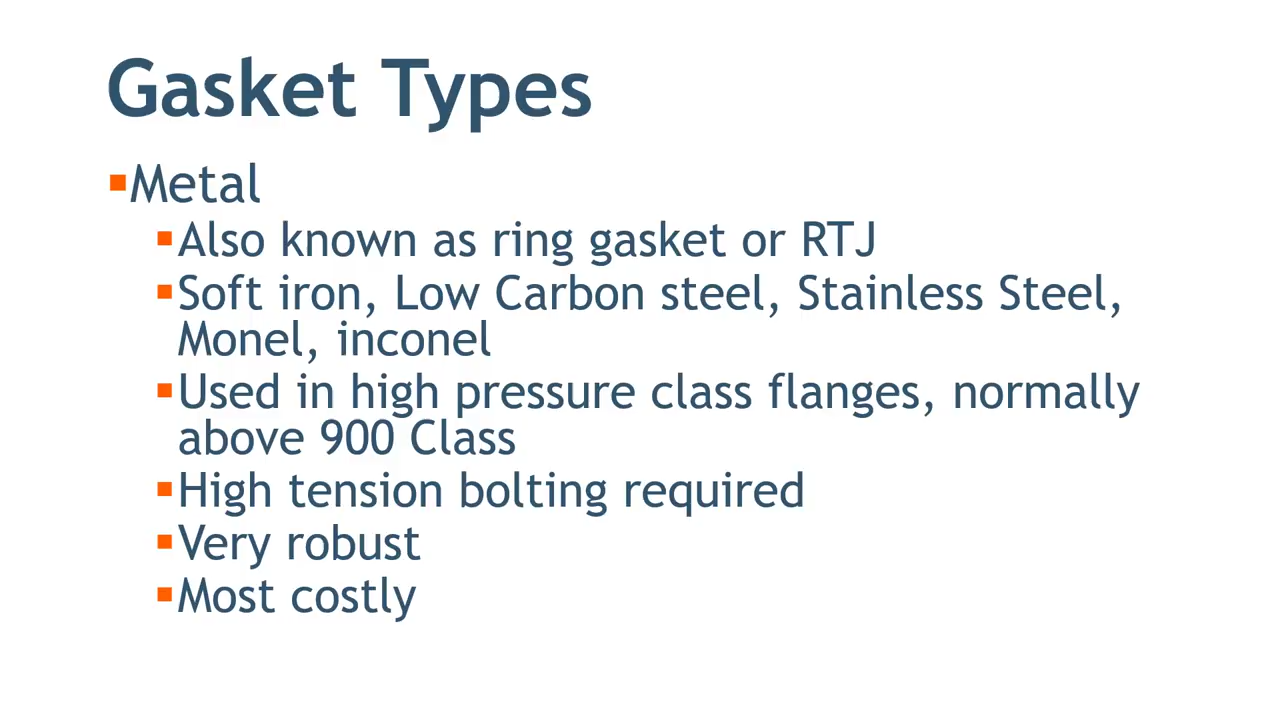 Gasket Types
▪Metal
▪Also known as ring gasket or RTJ
▪Soft iron, Low Carbon steel, Stainless Steel,
Monel, inconel
▪Used in high pressure class flanges, normally
above 900 Class
▪High tension bolting required
▪Very robust
▪Most costly